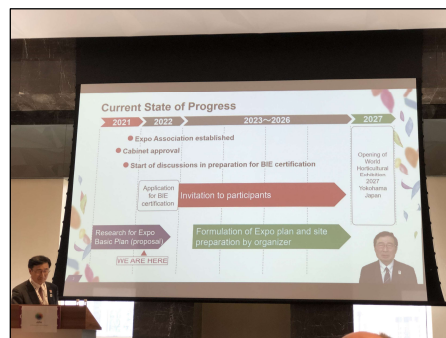 Current State of Progress
2021
2022
2023～2026
2027
Expo Association established
Cabinet approval
Start of discussions in preparation for BIE certification
Application
for BIE
certification
Invitation to participants
Opening of
World
Horticultural
Exhibition
2027
Yokohama
Japan
Research for Expo
Basic Plan (proposal)
Formulation of Expo plan and site
preparation by organizer
WE ARE HERE